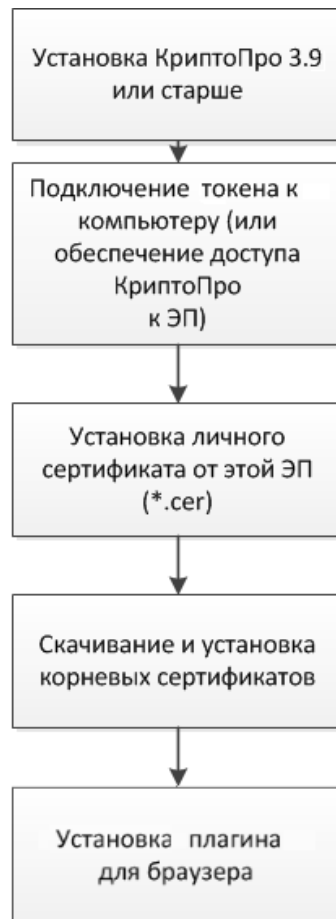 Установка КриптоПро 3.9
или старше
Подключение токена к
компьютеру (или
обеспечение доступа
КриптоПро
к ЭП)
Установка личного
сертификата от этой ЭП
(*.cer)
Скачивание и установка
корневых сертификатов
Установка плагина
для браузера